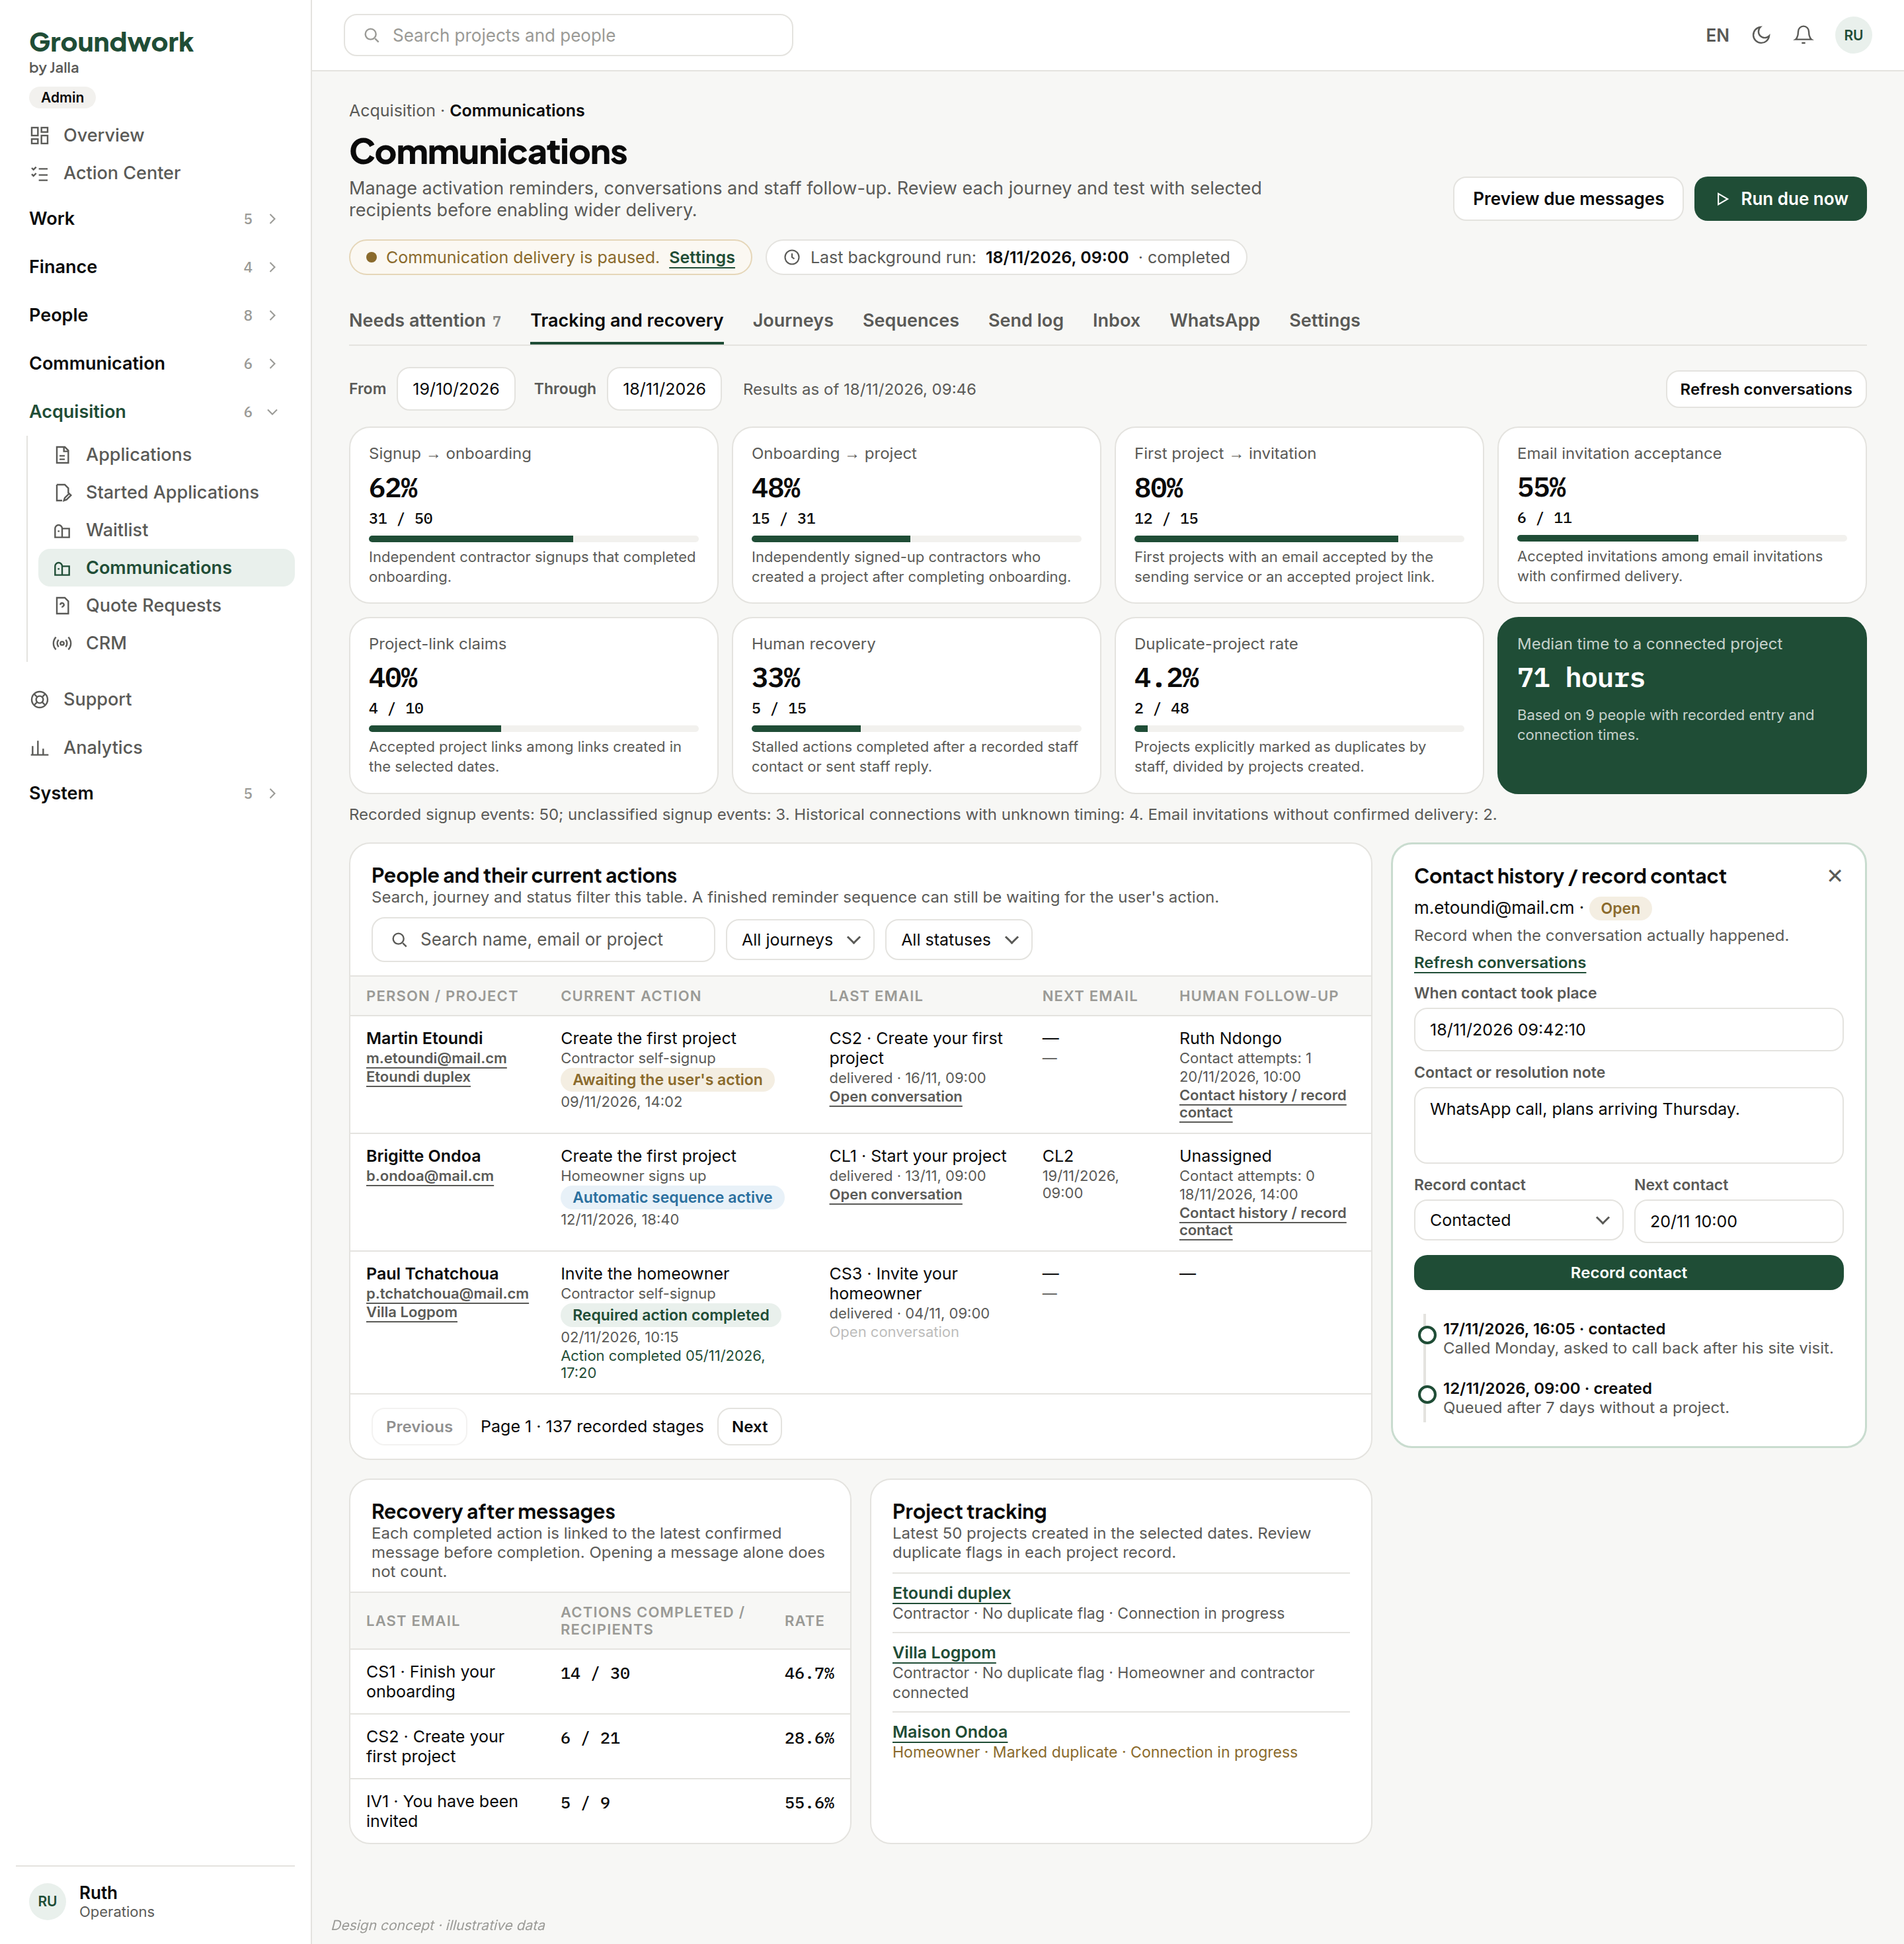 Groundwork
by Jalla
Admin
Overview
Action Center
Work 5
Finance 4
People 8
Communication 6
Acquisition 6
Applications
Started Applications
Waitlist
Communications
Quote Requests
CRM
Support
Analytics
System 5
RU
Ruth
Operations
Search projects and people
EN
RU
Acquisition · Communications
Communications
Manage activation reminders, conversations and staff follow-up. Review each journey and test with selected
recipients before enabling wider delivery.
Preview due messages
Run due now
Communication delivery is paused. Settings
Last background run: 18/11/2026, 09:00 · completed
Needs attention 7
Tracking and recovery
Journeys
Sequences
Send log
Inbox
WhatsApp
Settings
From 19/10/2026
Through 18/11/2026
Results as of 18/11/2026, 09:46
Refresh conversations
Signup → onboarding
62%
31 / 50
Independent contractor signups that completed
onboarding.
Onboarding → project
48%
15 / 31
Independently signed-up contractors who
created a project after completing onboarding.
First project → invitation
80%
12 / 15
First projects with an email accepted by the
sending service or an accepted project link.
Email invitation acceptance
55%
6 / 11
Accepted invitations among email invitations
with confirmed delivery.
Project-link claims
40%
4 / 10
Accepted project links among links created in
the selected dates.
Human recovery
33%
5 / 15
Stalled actions completed after a recorded staff
contact or sent staff reply.
Duplicate-project rate
4.2%
2 / 48
Projects explicitly marked as duplicates by
staff, divided by projects created.
Median time to a connected project
71 hours
Based on 9 people with recorded entry and
connection times.
Recorded signup events: 50; unclassified signup events: 3. Historical connections with unknown timing: 4. Email invitations without confirmed delivery: 2.
People and their current actions
Search, journey and status filter this table. A finished reminder sequence can still be waiting for the user's action.
Search name, email or project
All journeys
All statuses
PERSON / PROJECT
CURRENT ACTION
LAST EMAIL
NEXT EMAIL
HUMAN FOLLOW-UP
Martin Etoundi
m.etoundi@mail.cm
Etoundi duplex
Create the first project
Contractor self-signup
Awaiting the user's action
09/11/2026, 14:02
CS2 · Create your first
project
delivered · 16/11, 09:00
Open conversation
—
—
Ruth Ndongo
Contact attempts: 1
20/11/2026, 10:00
Contact history / record
contact
Brigitte Ondoa
b.ondoa@mail.cm
Create the first project
Homeowner signs up
Automatic sequence active
12/11/2026, 18:40
CL1 · Start your project
delivered · 13/11, 09:00
Open conversation
CL2
19/11/2026,
09:00
Unassigned
Contact attempts: 0
18/11/2026, 14:00
Contact history / record
contact
Paul Tchatchoua
p.tchatchoua@mail.cm
Villa Logpom
Invite the homeowner
Contractor self-signup
Required action completed
02/11/2026, 10:15
Action completed 05/11/2026,
17:20
CS3 · Invite your
homeowner
delivered · 04/11, 09:00
Open conversation
—
—
—
Previous
Page 1 · 137 recorded stages
Next
Contact history / record contact
m.etoundi@mail.cm · Open
Record when the conversation actually happened.
Refresh conversations
When contact took place
18/11/2026 09:42:10
Contact or resolution note
WhatsApp call, plans arriving Thursday.
Record contact
Contacted
Next contact
20/11 10:00
Record contact
17/11/2026, 16:05 · contacted
Called Monday, asked to call back after his site visit.
12/11/2026, 09:00 · created
Queued after 7 days without a project.
Recovery after messages
Each completed action is linked to the latest confirmed
message before completion. Opening a message alone does
not count.
LAST EMAIL
ACTIONS COMPLETED /
RECIPIENTS
RATE
CS1 · Finish your
onboarding
14 / 30
46.7%
CS2 · Create your
first project
6 / 21
28.6%
IV1 · You have been
invited
5 / 9
55.6%
Project tracking
Latest 50 projects created in the selected dates. Review
duplicate flags in each project record.
Etoundi duplex
Contractor · No duplicate flag · Connection in progress
Villa Logpom
Contractor · No duplicate flag · Homeowner and contractor
connected
Maison Ondoa
Homeowner · Marked duplicate · Connection in progress
Design concept · illustrative data